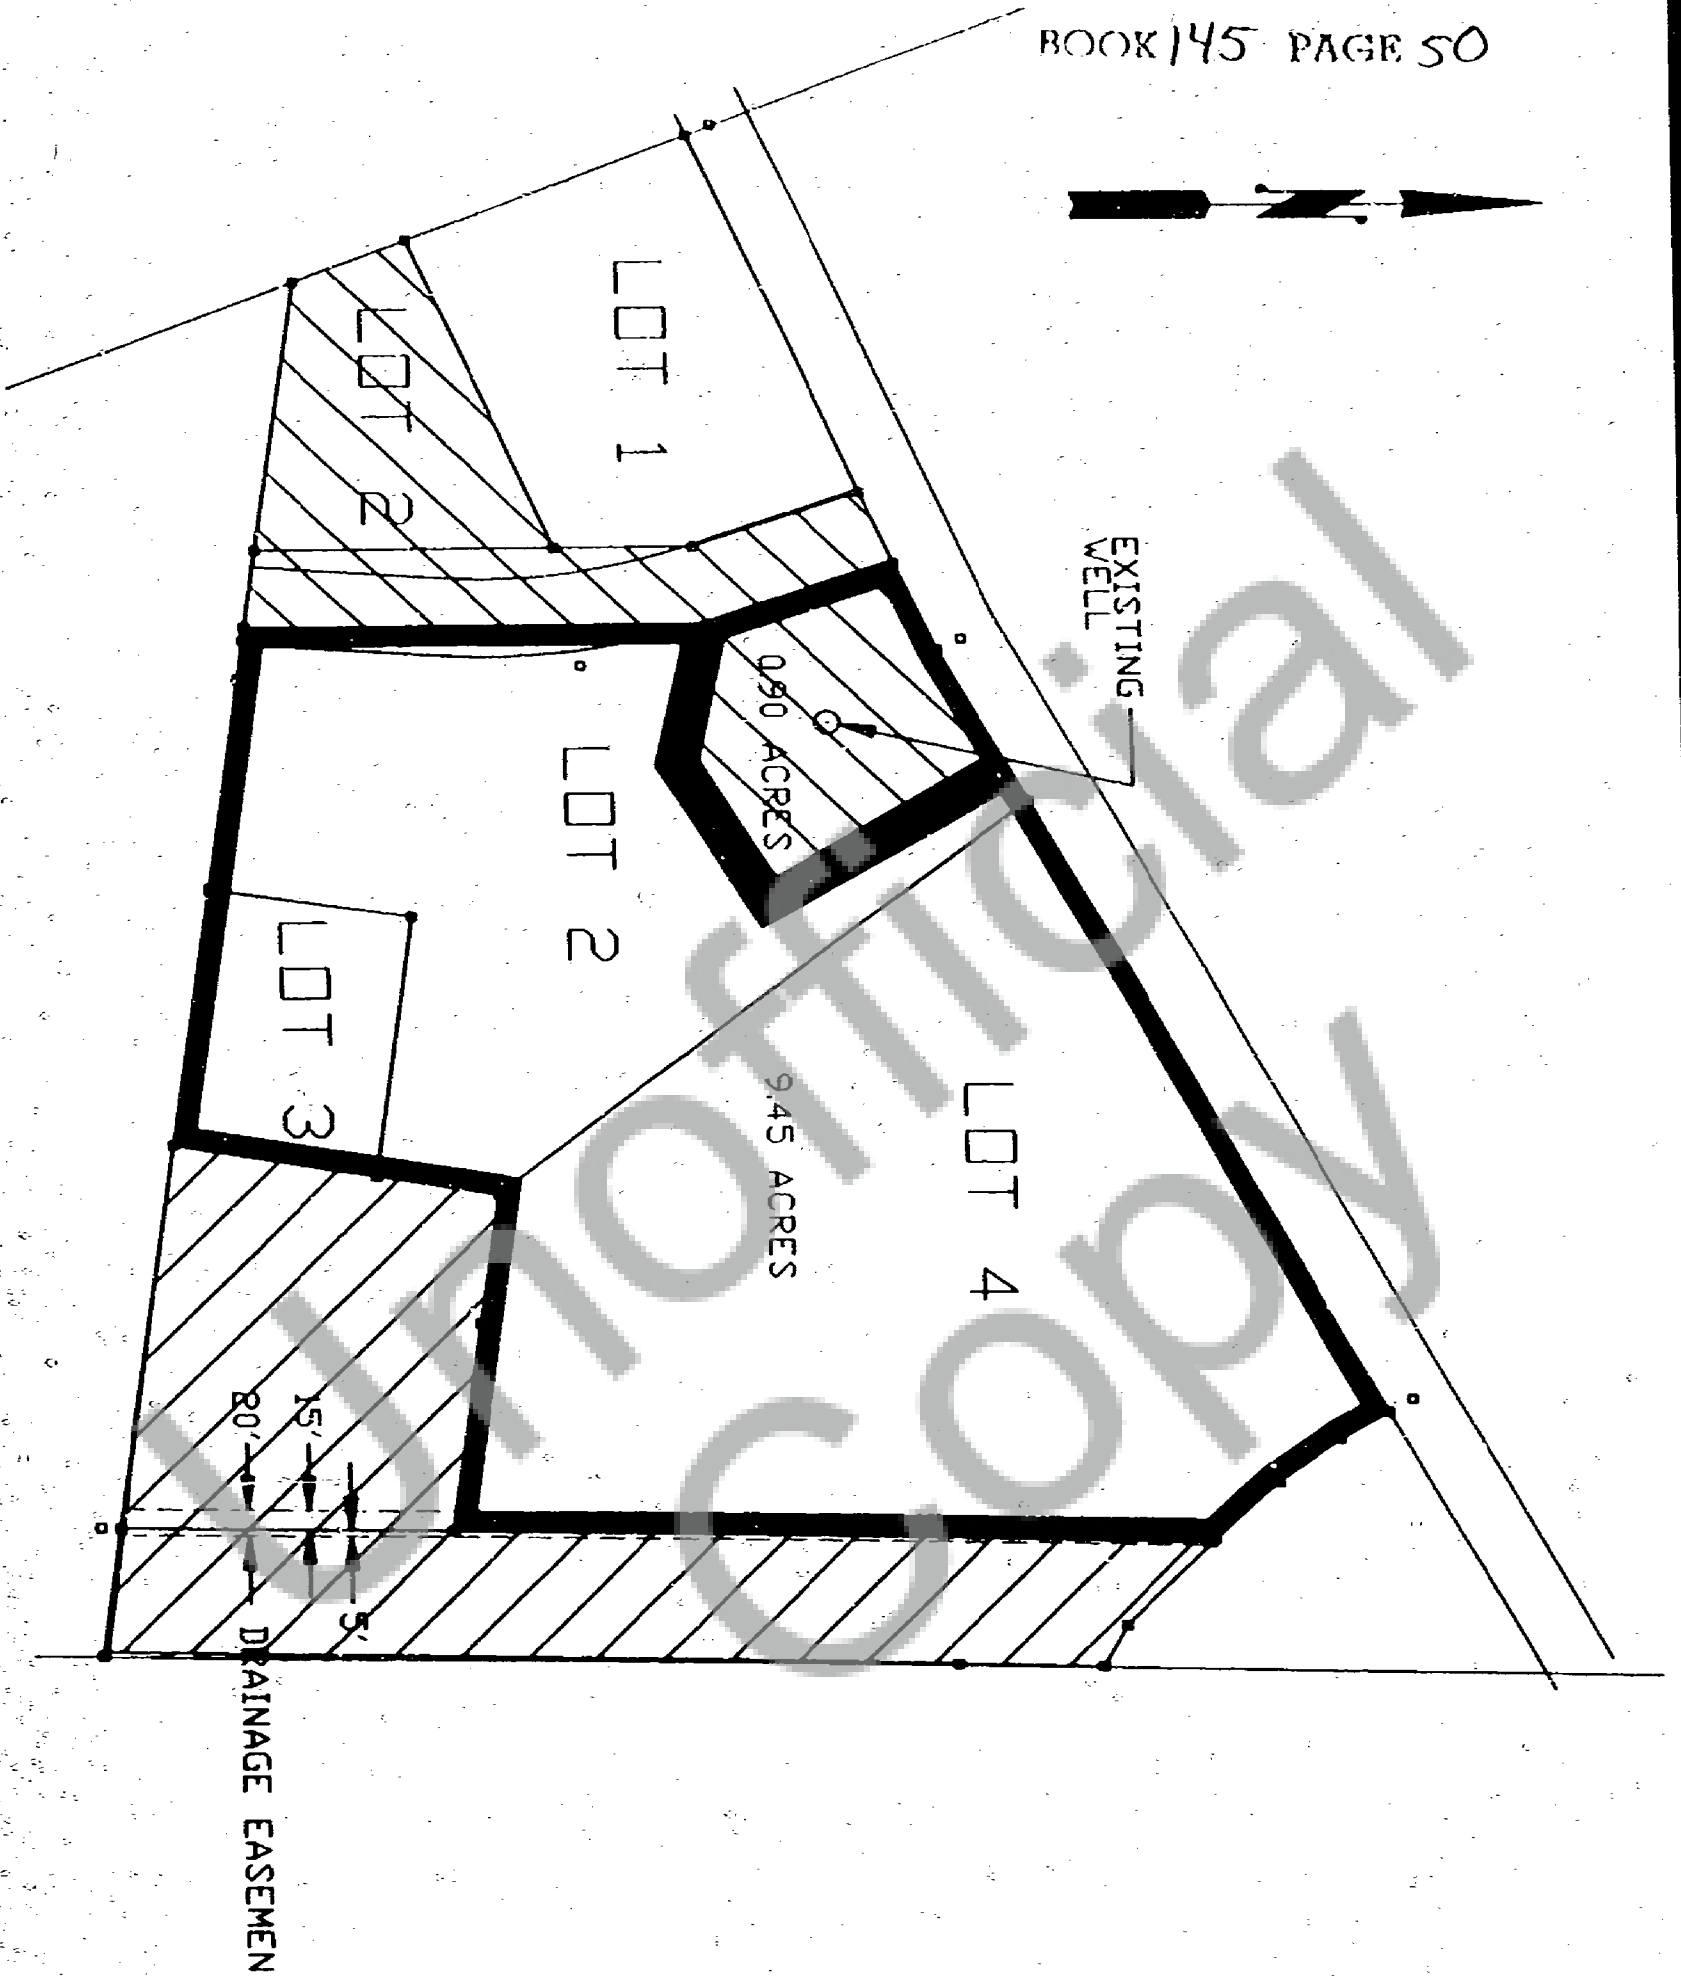 BOOK 145 PAGE 50
LOT 1
LOT 2
EXISTING
WELL
0.90 ACRES
LOT 2
LOT 3
9.45 ACRES
LOT 4
15'
20'
5'
DRAINAGE EASEMEN
Unofficial
Copy